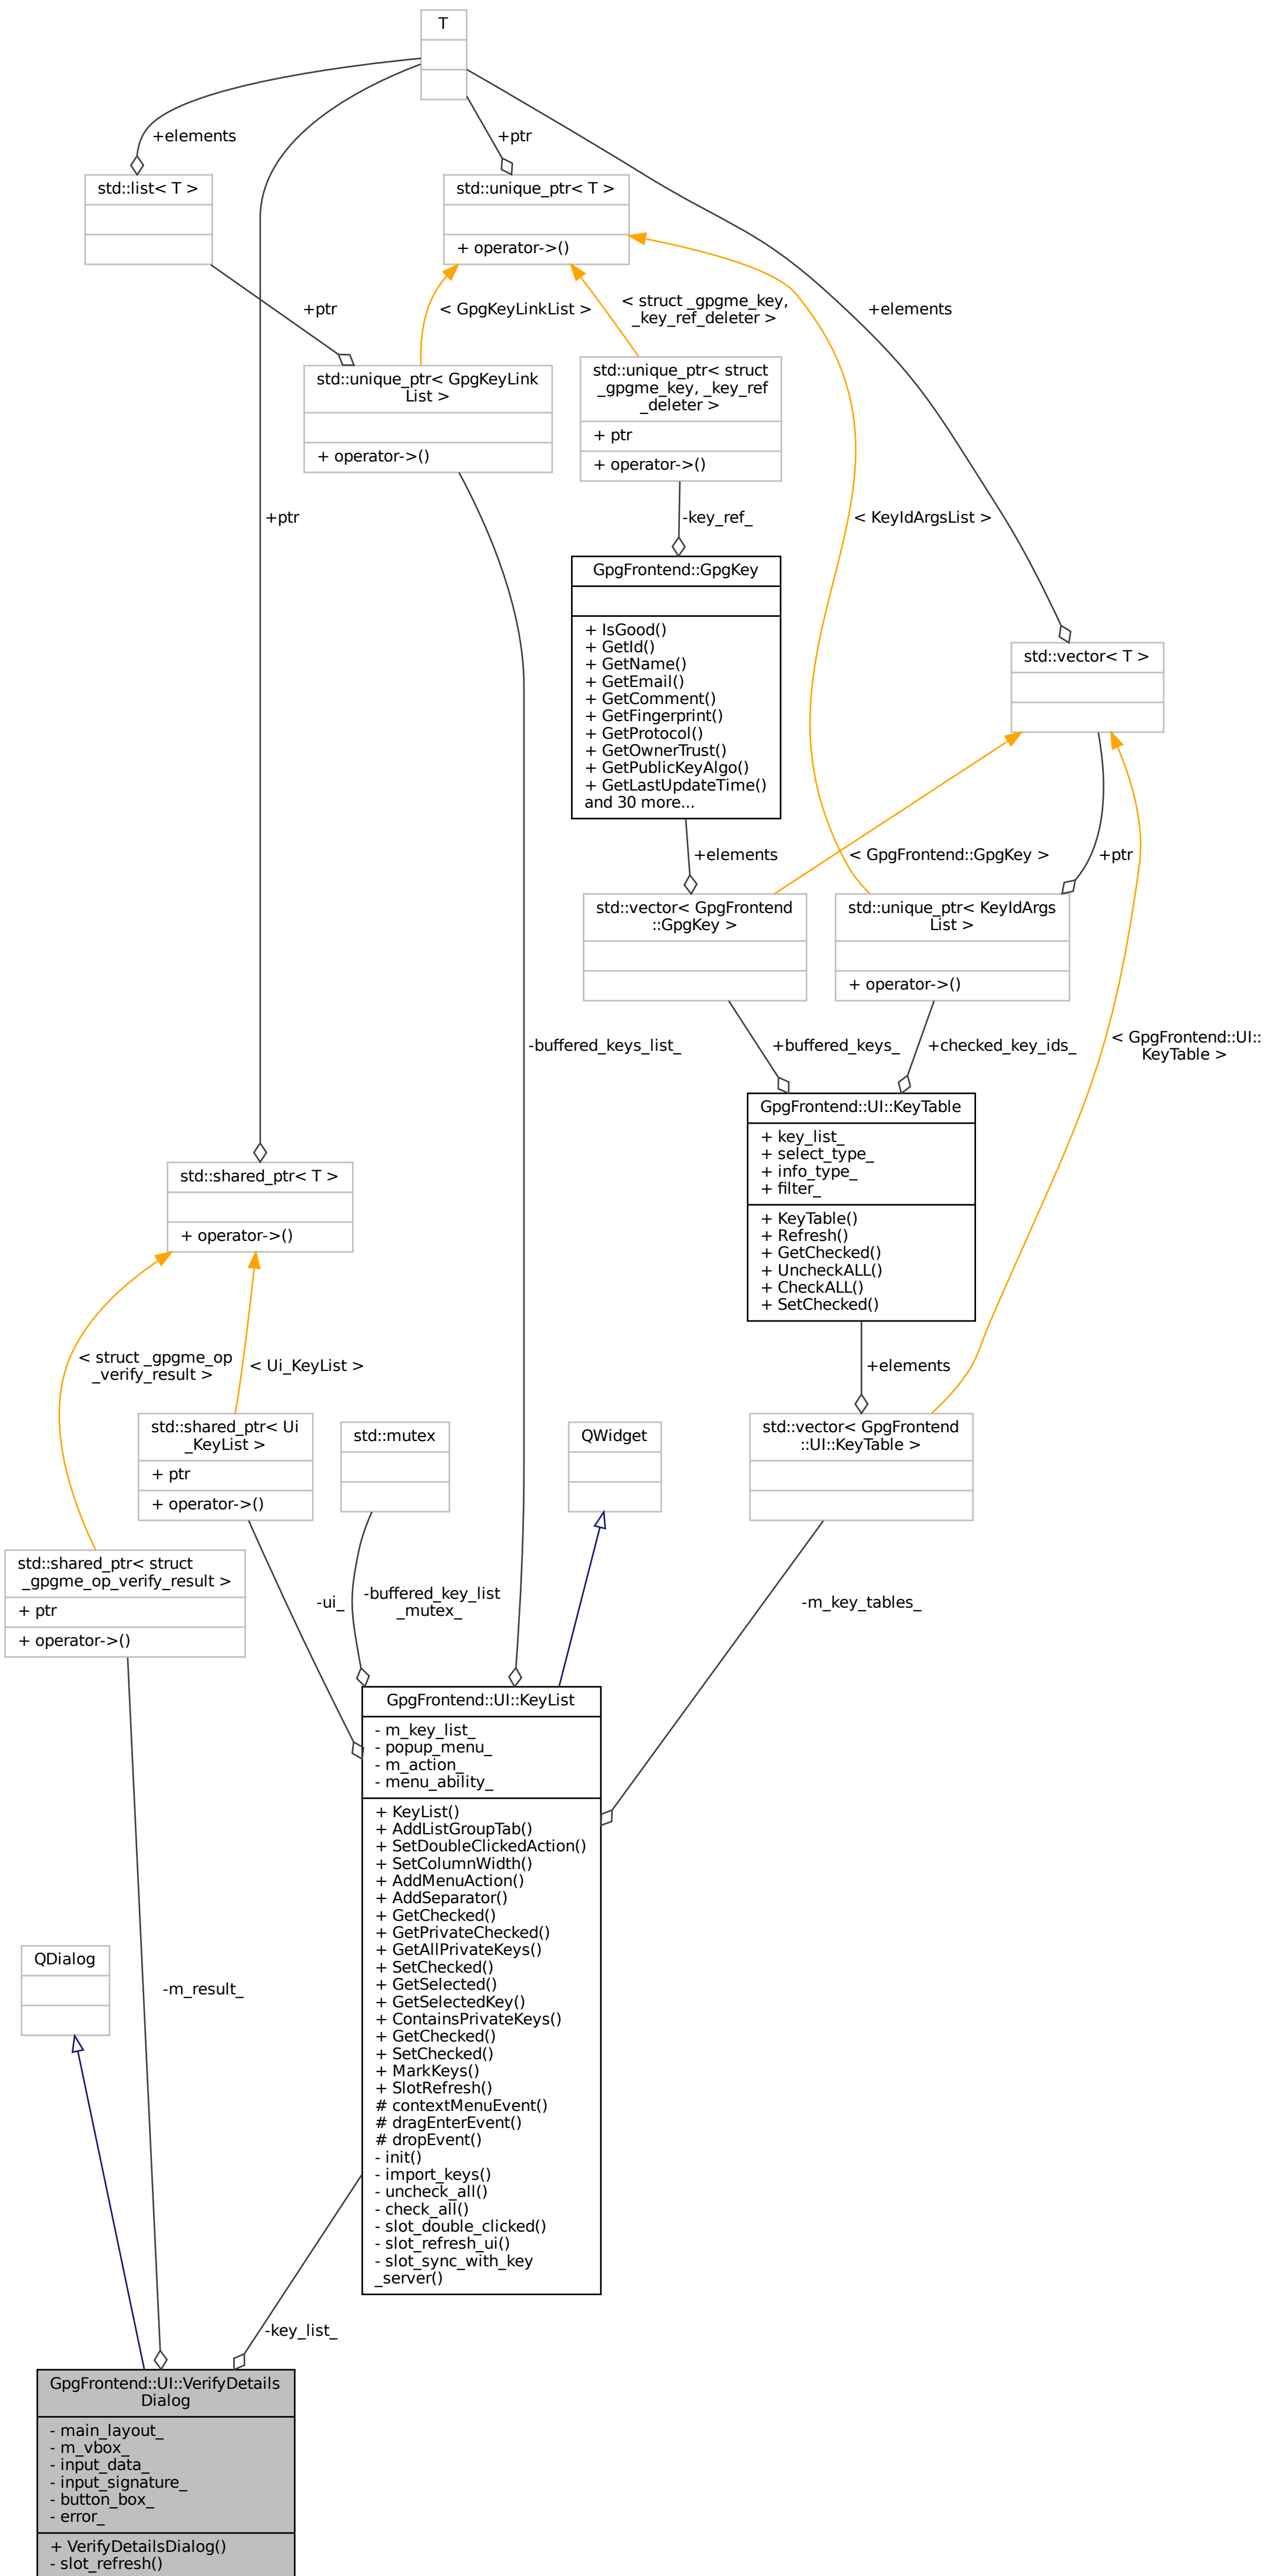 T
+elements
+ptr
std::list< T >
std::unique_ptr< T >
+ operator->()
+ptr
< GpgKeyLinkList >
< struct _gpgme_key,
_key_ref_deleter >
+elements
std::unique_ptr< GpgKeyLink
List >
+ operator->()
std::unique_ptr< struct
_gpgme_key, _key_ref
_deleter >
+ ptr
+ operator->()
+ptr
-key_ref_
< KeyIdArgsList >
GpgFrontend::GpgKey
+ IsGood()
+ GetId()
+ GetName()
+ GetEmail()
+ GetComment()
+ GetFingerprint()
+ GetProtocol()
+ GetOwnerTrust()
+ GetPublicKeyAlgo()
+ GetLastUpdateTime()
and 30 more...
std::vector< T >
+elements
< GpgFrontend::GpgKey >
+ptr
std::vector< GpgFrontend
::GpgKey >
std::unique_ptr< KeyIdArgs
List >
+ operator->()
-buffered_keys_list_
+buffered_keys_
+checked_key_ids_
< GpgFrontend::UI::
KeyTable >
GpgFrontend::UI::KeyTable
+ key_list_
+ select_type_
+ info_type_
+ filter_
+ KeyTable()
+ Refresh()
+ GetChecked()
+ UncheckALL()
+ CheckALL()
+ SetChecked()
std::shared_ptr< T >
+ operator->()
< struct _gpgme_op
_verify_result >
< Ui_KeyList >
+elements
std::shared_ptr< Ui
_KeyList >
+ ptr
+ operator->()
std::mutex
QWidget
std::vector< GpgFrontend
::UI::KeyTable >
std::shared_ptr< struct
_gpgme_op_verify_result >
+ ptr
+ operator->()
-ui_
-buffered_key_list
_mutex_
-m_key_tables_
GpgFrontend::UI::KeyList
- m_key_list_
- popup_menu_
- m_action_
- menu_ability_
+ KeyList()
+ AddListGroupTab()
+ SetDoubleClickedAction()
+ SetColumnWidth()
+ AddMenuAction()
+ AddSeparator()
+ GetChecked()
+ GetPrivateChecked()
+ GetAllPrivateKeys()
+ SetChecked()
+ GetSelected()
+ GetSelectedKey()
+ ContainsPrivateKeys()
+ GetChecked()
+ SetChecked()
+ MarkKeys()
+ SlotRefresh()
# contextMenuEvent()
# dragEnterEvent()
# dropEvent()
- init()
- import_keys()
- uncheck_all()
- check_all()
- slot_double_clicked()
- slot_refresh_ui()
- slot_sync_with_key
_server()
QDialog
-m_result_
-key_list_
GpgFrontend::UI::VerifyDetails
Dialog
- main_layout_
- m_vbox_
- input_data_
- input_signature_
- button_box_
- error_
+ VerifyDetailsDialog()
- slot_refresh()